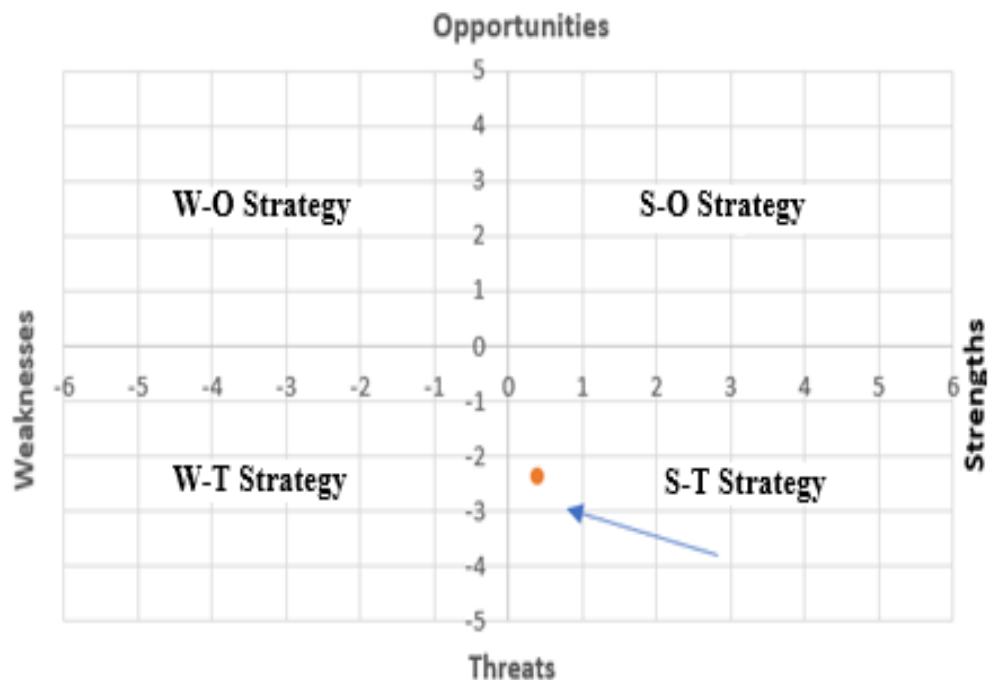 Opportunities
5
4
3
W-O Strategy
S-O Strategy
2
1
0
-6 -5 -4 -3 -2 -1 0 1 2 3 4 5 6
Weaknesses
Strengths
-1
-2
W-T Strategy
S-T Strategy
-3
-4
-5
Threats